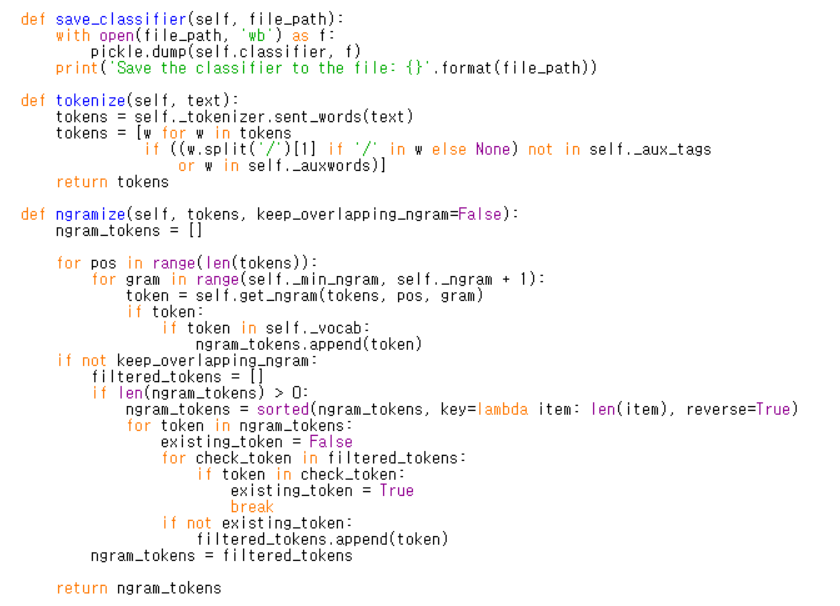 def save_classifier(self, file_path):
    with open(file_path, 'wb') as f:
        pickle.dump(self.classifier, f)
    print('Save the classifier to the file: {}'.format(file_path))

def tokenize(self, text):
    tokens = self._tokenizer.sent_words(text)
    tokens = [w for w in tokens
              if ((w.split('/')[1] if '/' in w else None) not in self._aux_tags
                  or w in self._auxwords)]
    return tokens

def ngramize(self, tokens, keep_overlapping_ngram=False):
    ngram_tokens = []

    for pos in range(len(tokens)):
        for gram in range(self._min_ngram, self._ngram + 1):
            token = self.get_ngram(tokens, pos, gram)
            if token:
                if token in self._vocab:
                    ngram_tokens.append(token)
    if not keep_overlapping_ngram:
        filtered_tokens = []
        if len(ngram_tokens) > 0:
            ngram_tokens = sorted(ngram_tokens, key=lambda item: len(item), reverse=True)
            for token in ngram_tokens:
                existing_token = False
                for check_token in filtered_tokens:
                    if token in check_token:
                        existing_token = True
                        break
                if not existing_token:
                    filtered_tokens.append(token)
        ngram_tokens = filtered_tokens

    return ngram_tokens